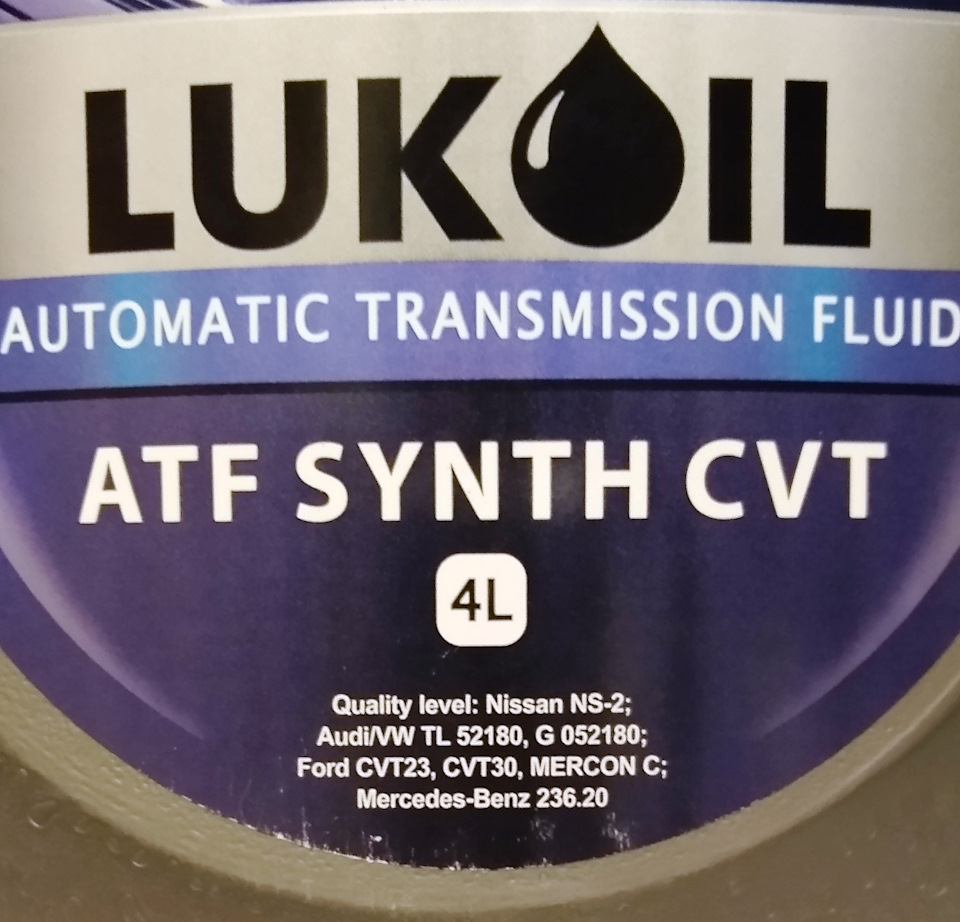 LUKOIL
AUTOMATIC TRANSMISSION FLUID
ATF SYNTH CVT
4L
Quality level: Nissan NS-2;
Audi/VW TL 52180, G 052180;
Ford CVT23, CVT30, MERCON C;
Mercedes-Benz 236.20